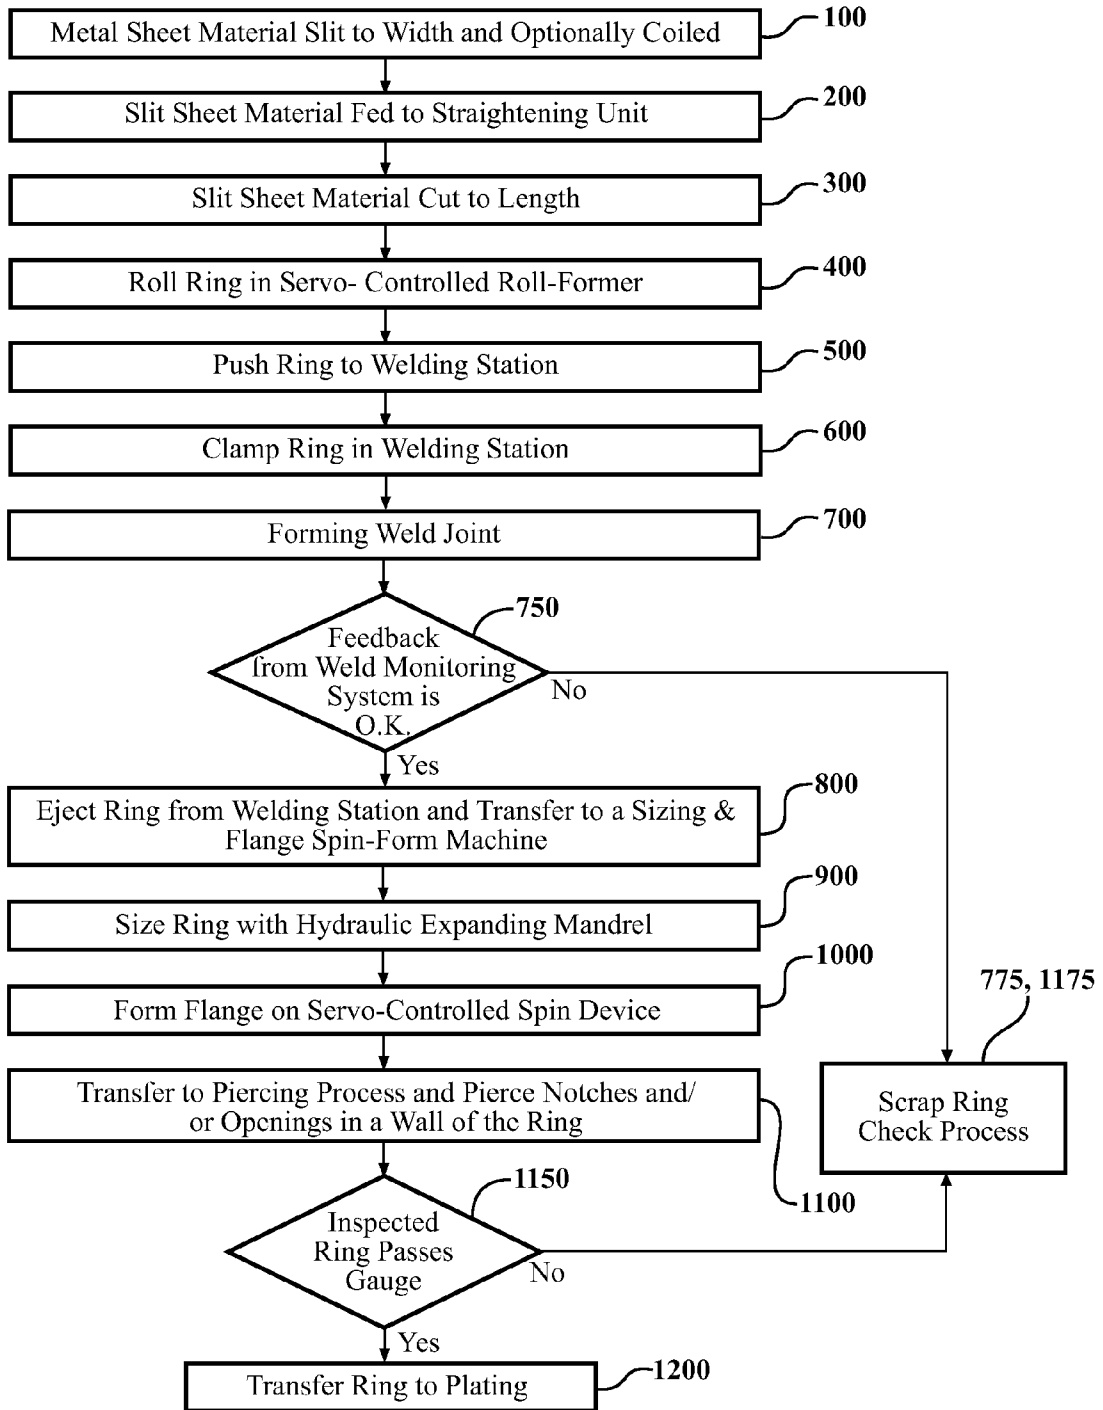 Metal Sheet Material Slit to Width and Optionally Coiled
100
Slit Sheet Material Fed to Straightening Unit
200
Slit Sheet Material Cut to Length
300
Roll Ring in Servo- Controlled Roll-Former
400
Push Ring to Welding Station
500
Clamp Ring in Welding Station
600
Forming Weld Joint
700
750
Feedback
from Weld Monitoring
System is
O.K.
No
Yes
Eject Ring from Welding Station and Transfer to a Sizing &
Flange Spin-Form Machine
800
Size Ring with Hydraulic Expanding Mandrel
900
Form Flange on Servo-Controlled Spin Device
1000
775, 1175
Scrap Ring
Check Process
Transfer to Piercing Process and Pierce Notches and/
or Openings in a Wall of the Ring
1100
1150
Inspected
Ring Passes
Gauge
No
Yes
Transfer Ring to Plating
1200